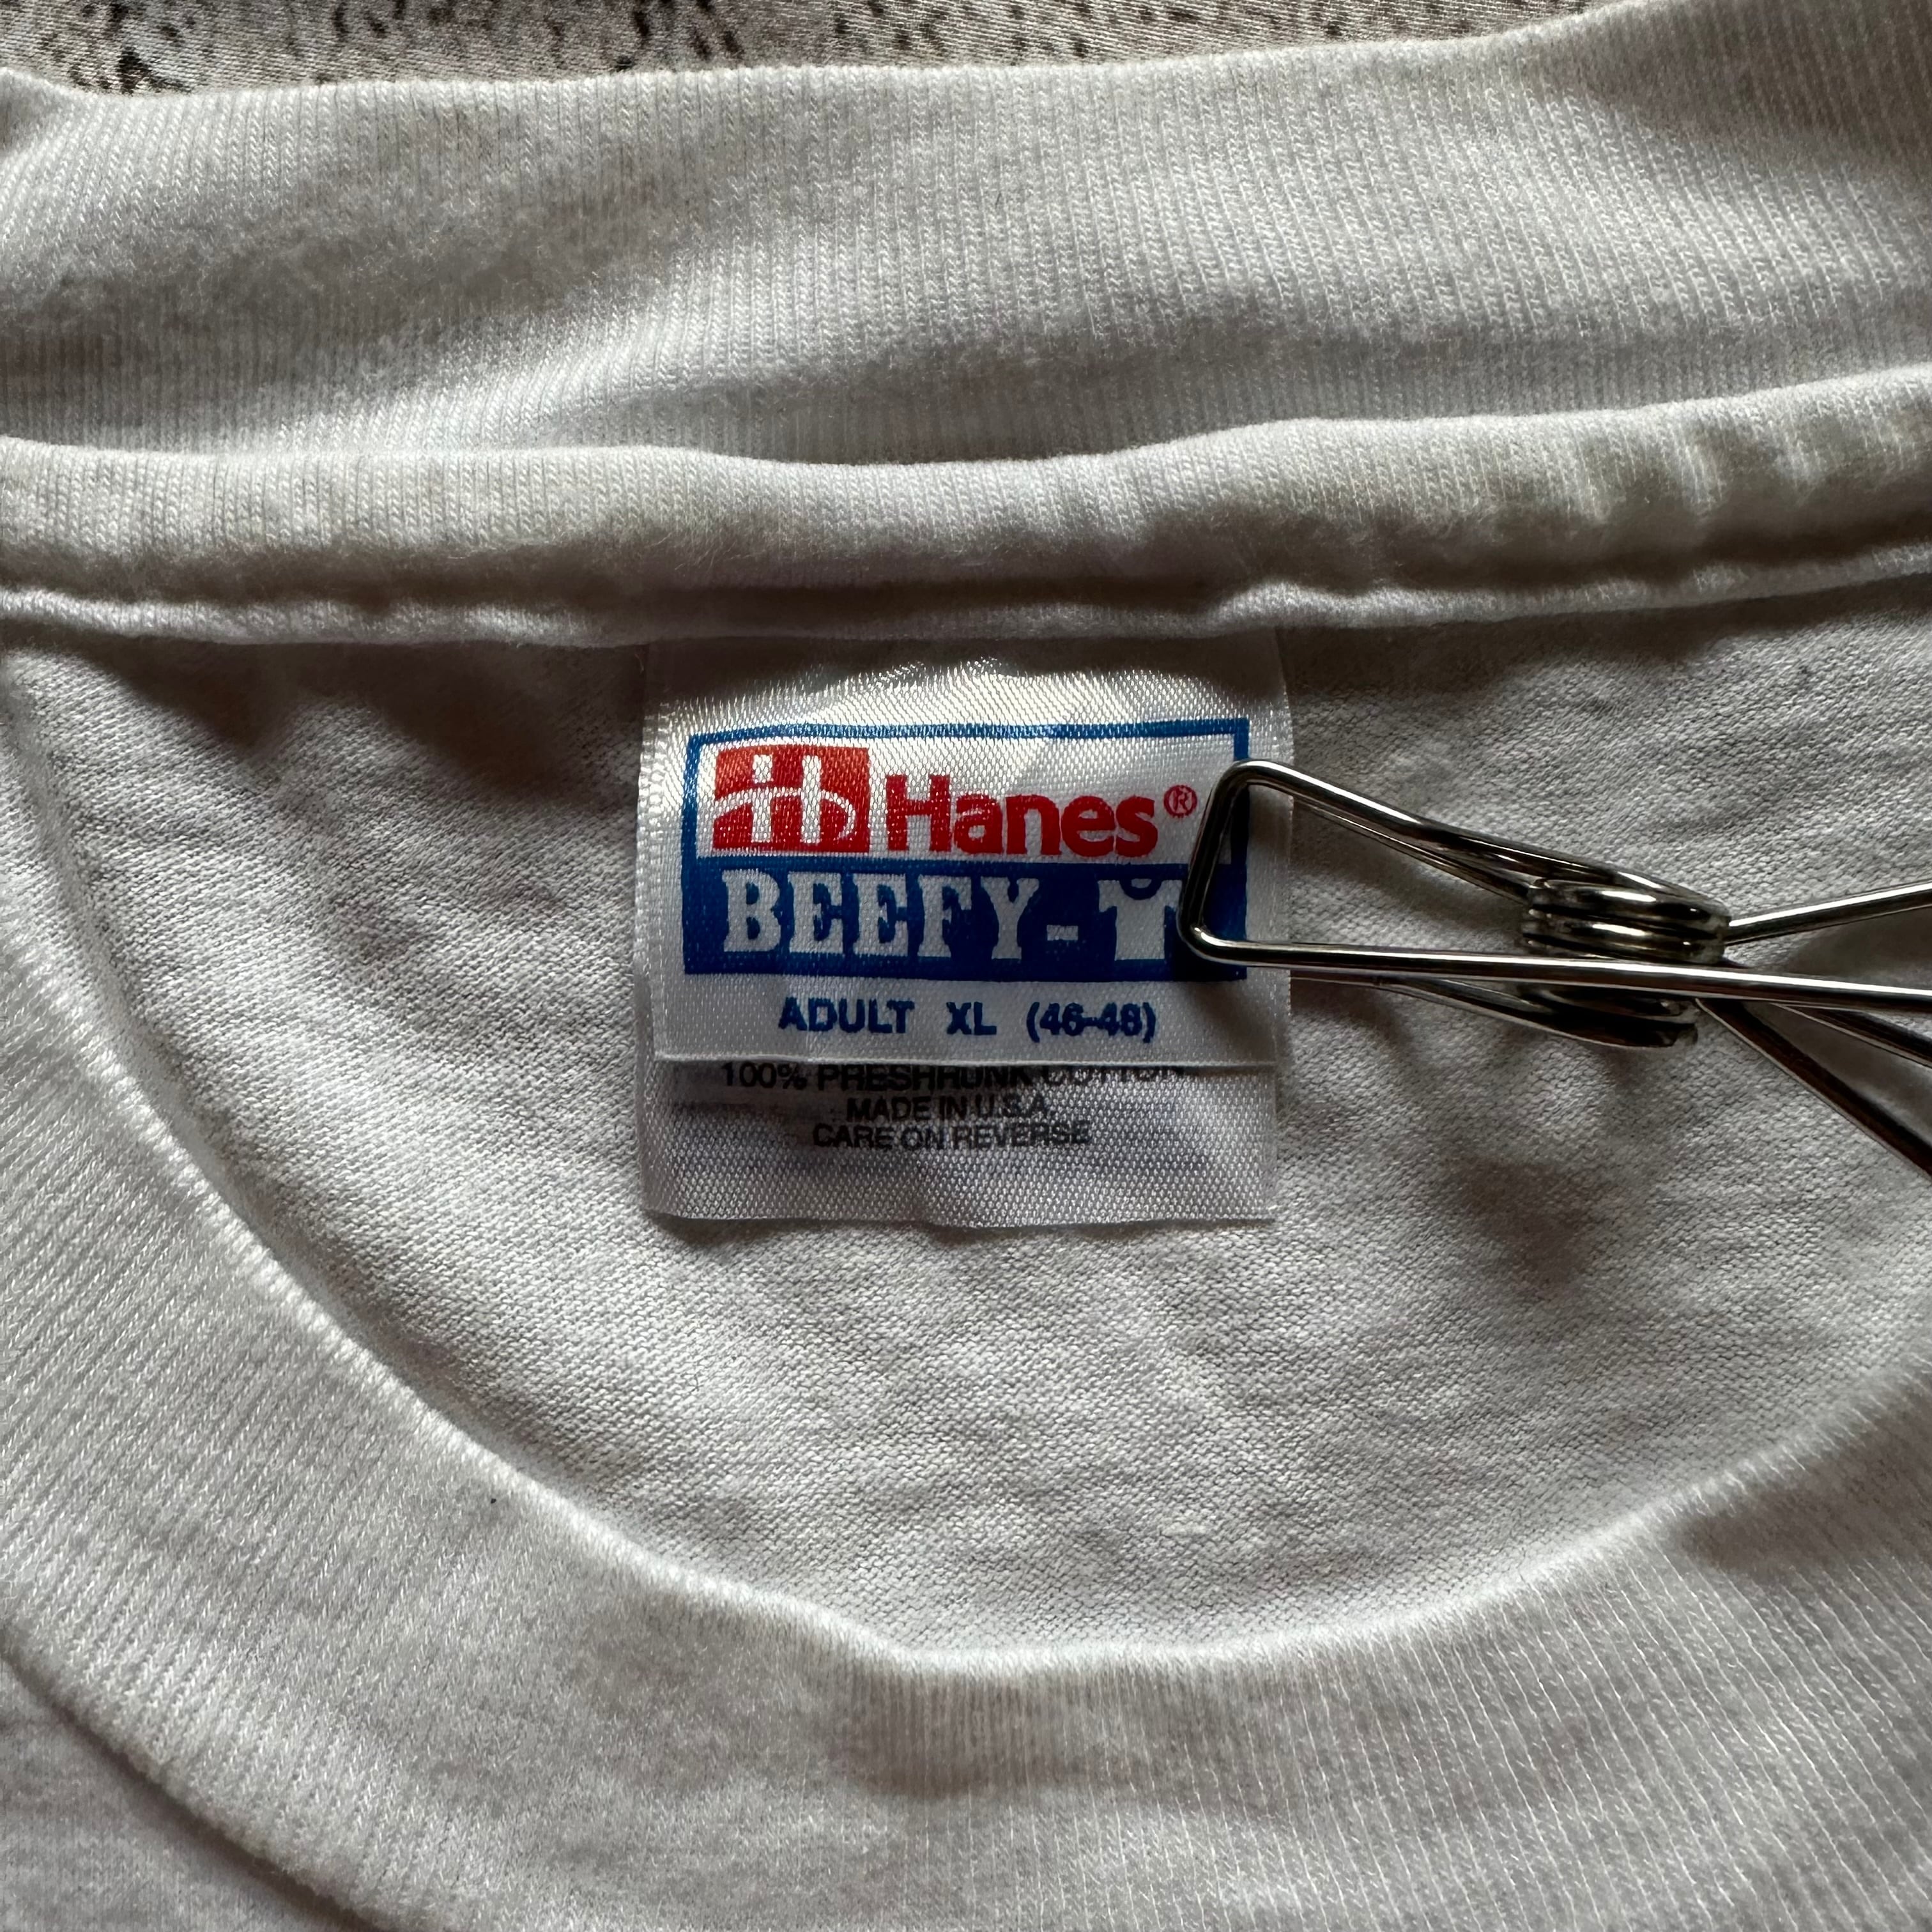 Hanes®
BEEFY-T
ADULT XL (46-48)
100% PRESHRUNK COTTON
MADE IN U.S.A.
CARE ON REVERSE